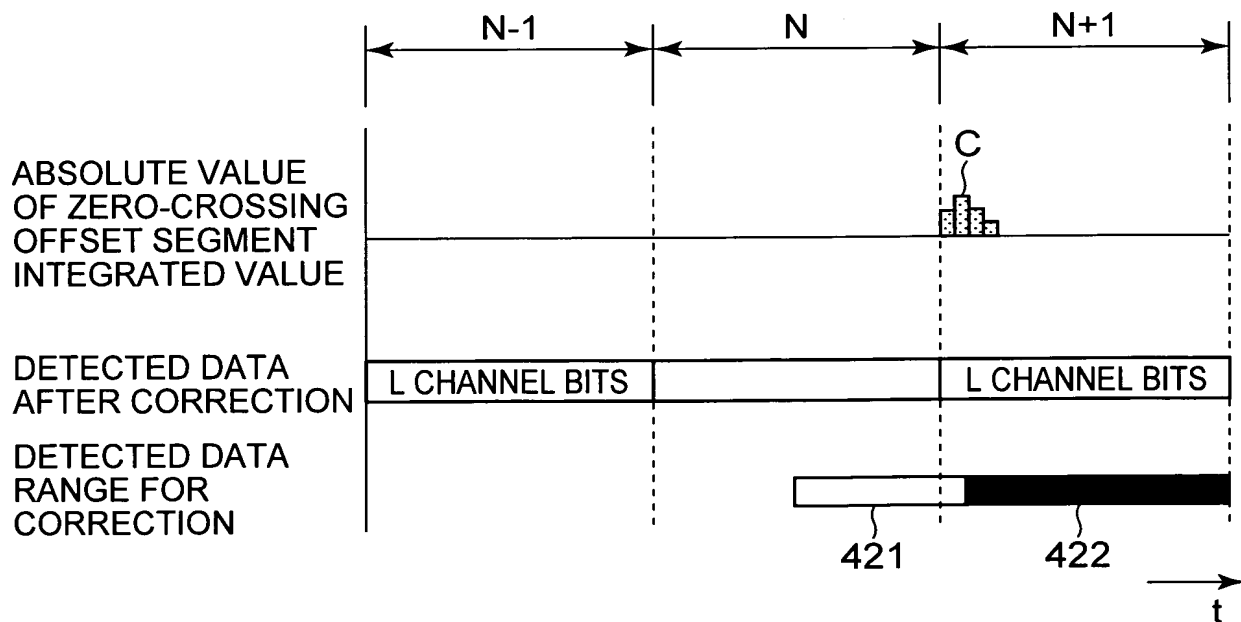 N-1 N N+1
C
ABSOLUTE VALUE
OF ZERO-CROSSING
OFFSET SEGMENT
INTEGRATED VALUE
DETECTED DATA
AFTER CORRECTION
L CHANNEL BITS L CHANNEL BITS
DETECTED DATA
RANGE FOR
CORRECTION
421 422
t